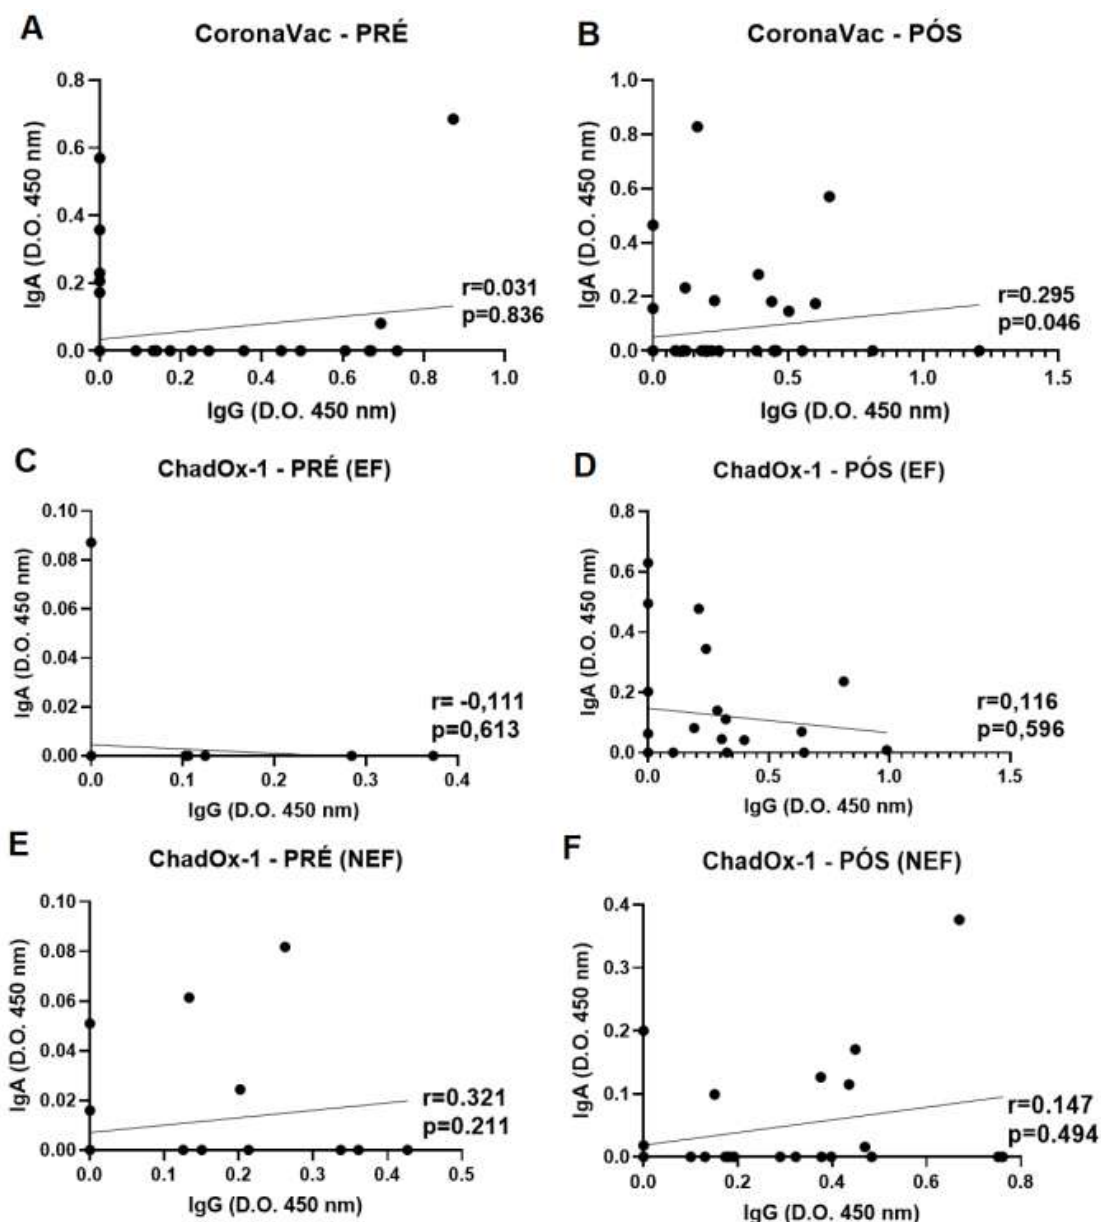 A
CoronaVac - PRÉ
IgA (D.O. 450 nm)
0.8
0.6
0.4
0.2
0.0
r=0.031
p=0.836
0.0 0.2 0.4 0.6 0.8 1.0
IgG (D.O. 450 nm)
B
CoronaVac - PÓS
IgA (D.O. 450 nm)
1.0
0.8
0.6
0.4
0.2
0.0
r=0.295
p=0.046
0.0 0.5 1.0 1.5
IgG (D.O. 450 nm)
C
ChadOx-1 - PRÉ (EF)
IgA (D.O. 450 nm)
0.10
0.08
0.06
0.04
0.02
0.00
r= -0,111
p=0,613
0.0 0.1 0.2 0.3 0.4
IgG (D.O. 450 nm)
D
ChadOx-1 - PÓS (EF)
IgA (D.O. 450 nm)
0.8
0.6
0.4
0.2
0.0
r=0,116
p=0,596
0.0 0.5 1.0 1.5
IgG (D.O. 450 nm)
E
ChadOx-1 - PRÉ (NEF)
IgA (D.O. 450 nm)
0.10
0.08
0.06
0.04
0.02
0.00
r=0.321
p=0.211
0.0 0.1 0.2 0.3 0.4 0.5
IgG (D.O. 450 nm)
F
ChadOx-1 - PÓS (NEF)
IgA (D.O. 450 nm)
0.4
0.3
0.2
0.1
0.0
r=0.147
p=0.494
0.0 0.2 0.4 0.6 0.8
IgG (D.O. 450 nm)